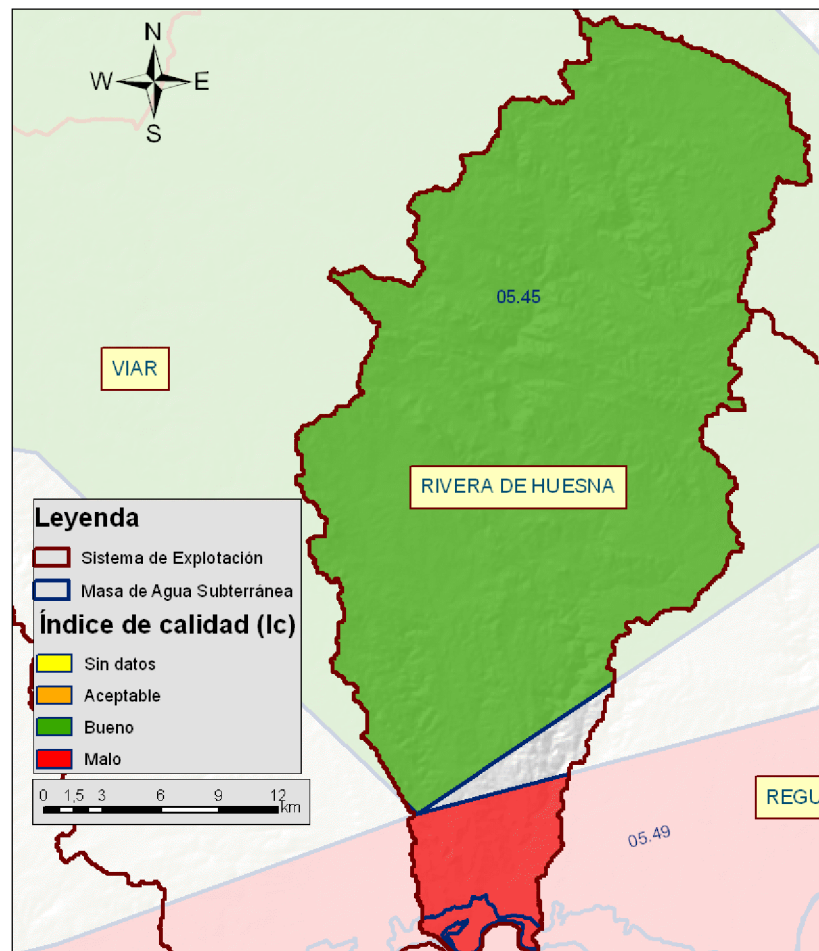 N
W E
S
05.45
VIAR
RIVERA DE HUESNA
Leyenda
Sistema de Explotación
Masa de Agua Subterránea
Índice de calidad (Ic)
Sin datos
Aceptable
Bueno
Malo
0 1,5 3 6 9 12
km
REGU
05.49